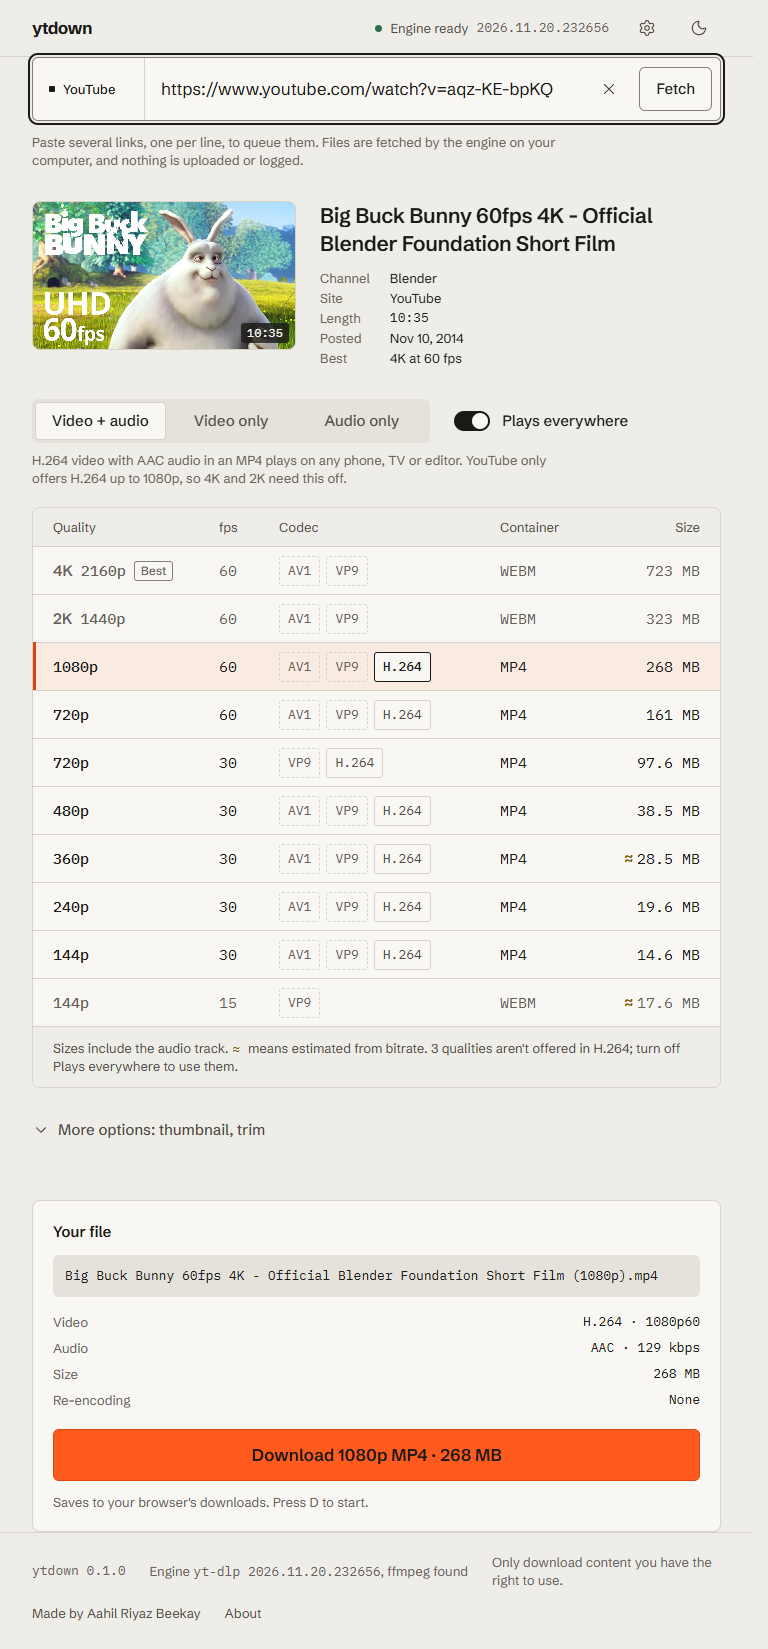 ytdown
Engine ready 2026.11.20.232656
YouTube
https://www.youtube.com/watch?v=aqz-KE-bpKQ
Fetch
Paste several links, one per line, to queue them. Files are fetched by the engine on your
computer, and nothing is uploaded or logged.
Big Buck
BUNNY
UHD
60fps
10:35
Big Buck Bunny 60fps 4K - Official
Blender Foundation Short Film
Channel Blender
Site YouTube
Length 10:35
Posted Nov 10, 2014
Best 4K at 60 fps
Video + audio Video only Audio only Plays everywhere
H.264 video with AAC audio in an MP4 plays on any phone, TV or editor. YouTube only
offers H.264 up to 1080p, so 4K and 2K need this off.
Quality fps Codec Container Size
4K 2160p Best 60 AV1 VP9 WEBM 723 MB
2K 1440p 60 AV1 VP9 WEBM 323 MB
1080p 60 AV1 VP9 H.264 MP4 268 MB
720p 60 AV1 VP9 H.264 MP4 161 MB
720p 30 VP9 H.264 MP4 97.6 MB
480p 30 AV1 VP9 H.264 MP4 38.5 MB
360p 30 AV1 VP9 H.264 MP4 ≈ 28.5 MB
240p 30 AV1 VP9 H.264 MP4 19.6 MB
144p 30 AV1 VP9 H.264 MP4 14.6 MB
144p 15 VP9 WEBM ≈ 17.6 MB
Sizes include the audio track. ≈ means estimated from bitrate. 3 qualities aren't offered in H.264; turn off
Plays everywhere to use them.
More options: thumbnail, trim
Your file
Big Buck Bunny 60fps 4K - Official Blender Foundation Short Film (1080p).mp4
Video H.264 · 1080p60
Audio AAC · 129 kbps
Size 268 MB
Re-encoding None
Download 1080p MP4 · 268 MB
Saves to your browser's downloads. Press D to start.
ytdown 0.1.0 Engine yt-dlp 2026.11.20.232656, ffmpeg found
Only download content you have the
right to use.
Made by Aahil Riyaz Beekay About